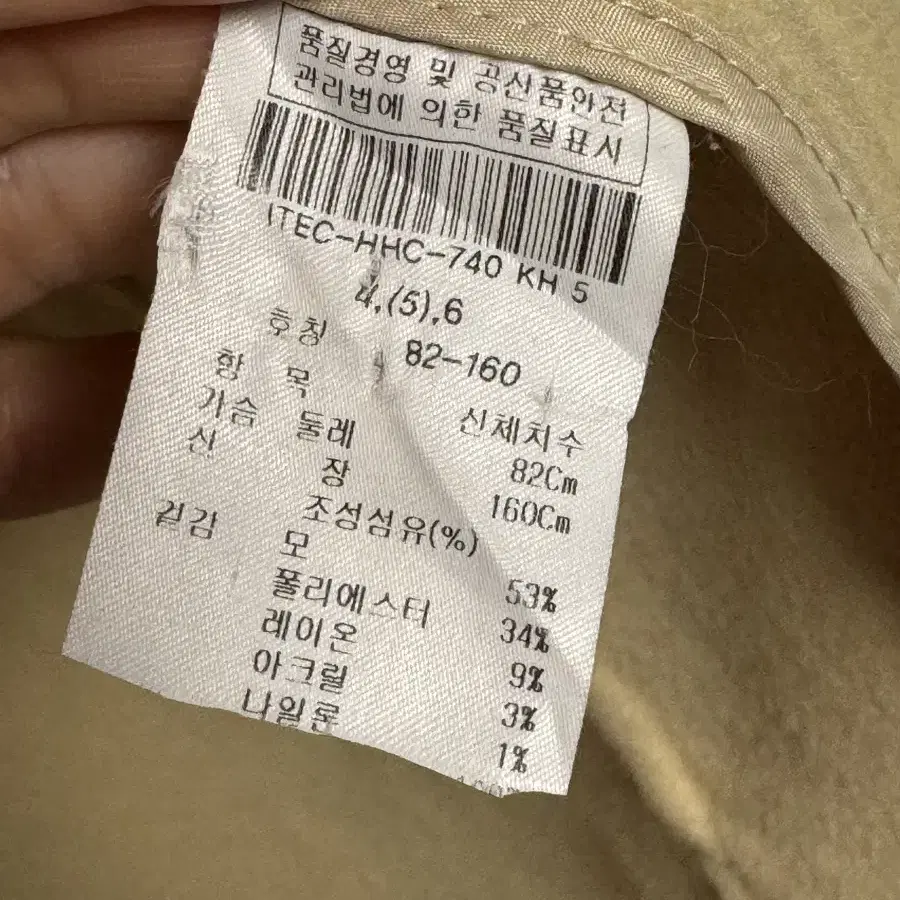 품질경영 및 공산품안전
관리법에 의한 품질표시
ITEC-HHC-740 KH 5
4,(5),6
호칭 82-160
항 목 신체치수
가슴 둘레 82Cm
신 장 160Cm
조성섬유(%)
겉감 모 53%
폴리에스터 34%
레이온 9%
아크릴 3%
나일론 1%